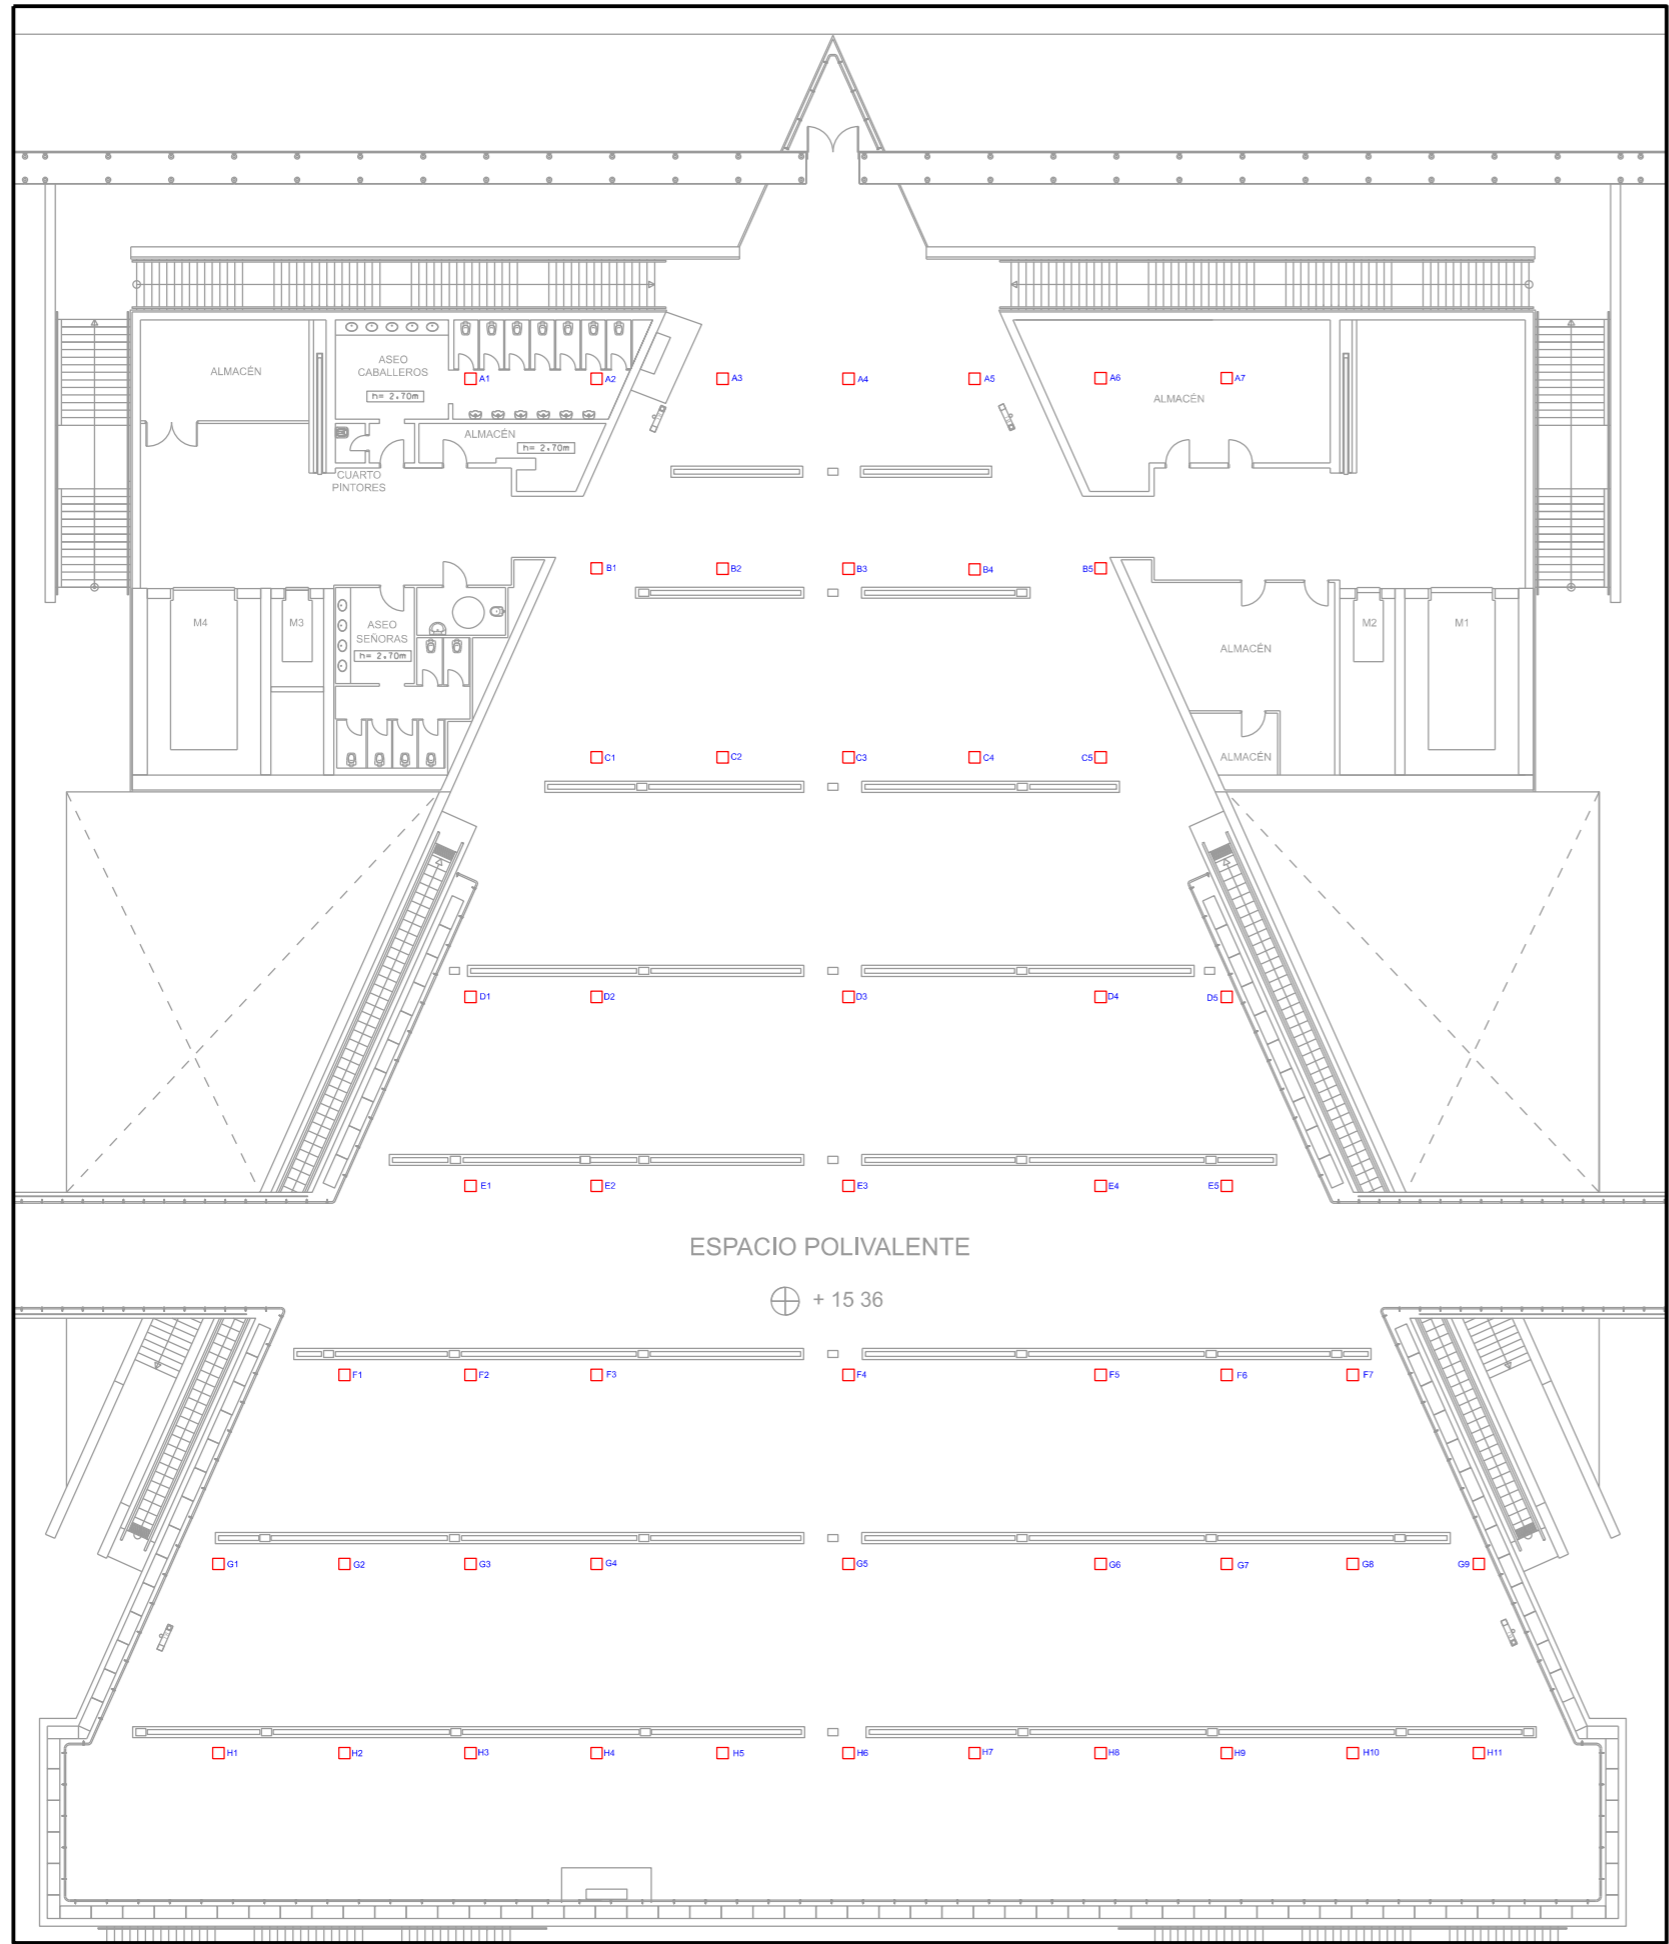 ALMACÉN
ASEO
CABALLEROS
h= 2.70m
A1
A2
A3
A4
A5
A6
A7
ALMACÉN
ALMACÉN
h= 2.70m
CUARTO
PINTORES
B1
B2
B3
B4
B5
M4
M3
ASEO
SEÑORAS
h= 2.70m
ALMACÉN
M2
M1
C1
C2
C3
C4
C5
ALMACÉN
D1
D2
D3
D4
D5
E1
E2
E3
E4
E5
ESPACIO POLIVALENTE
+ 15 36
F1
F2
F3
F4
F5
F6
F7
G1
G2
G3
G4
G5
G6
G7
G8
G9
H1
H2
H3
H4
H5
H6
H7
H8
H9
H10
H11